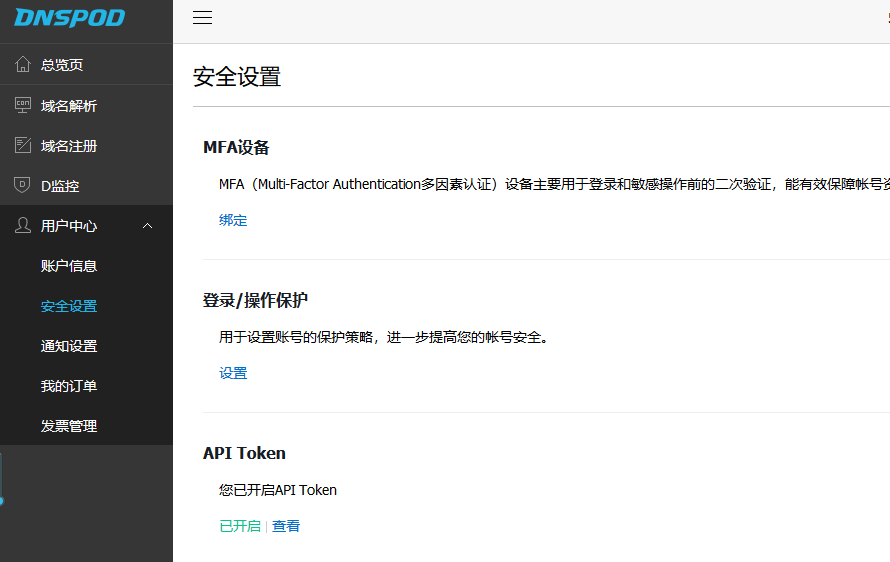 DNSPOD
总览页
域名解析
域名注册
D监控
用户中心
账户信息
安全设置
通知设置
我的订单
发票管理
安全设置
MFA设备
MFA（Multi-Factor Authentication多因素认证）设备主要用于登录和敏感操作前的二次验证，能有效保障帐号
绑定
登录/操作保护
用于设置账号的保护策略，进一步提高您的帐号安全。
设置
API Token
您已开启API Token
已开启 | 查看